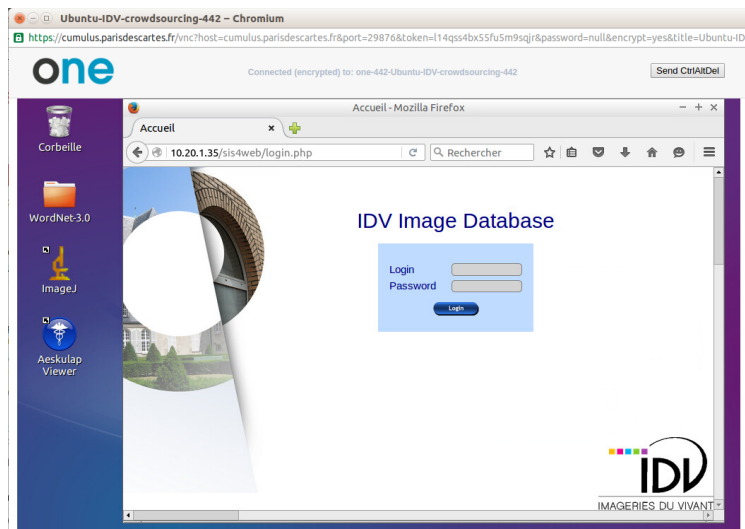 Ubuntu-IDV-crowdsourcing-442 – Chromium
https://cumulus.parisdescartes.fr/vnc?host=cumulus.parisdescartes.fr&port=29876&token=l14qss4bx55fu5m9sqjr&password=null&encrypt=yes&title=Ubuntu-ID
one
Connected (encrypted) to: one-442-Ubuntu-IDV-crowdsourcing-442
Send CtrlAltDel
Accueil - Mozilla Firefox
Accueil
10.20.1.35/sis4web/login.php
Rechercher
Corbeille
WordNet-3.0
ImageJ
Aeskulap
Viewer
IDV Image Database
Login
Password
Login
IDV
IMAGERIES DU VIVANT